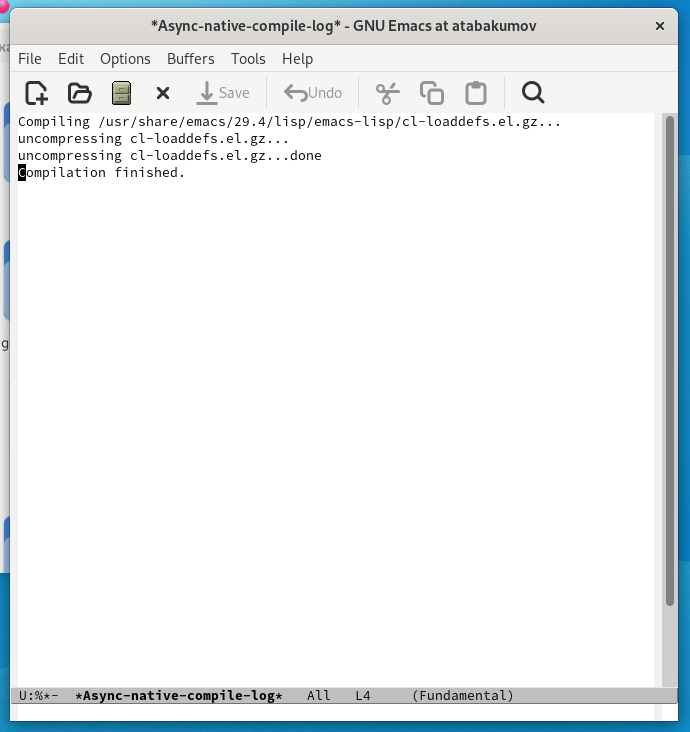 *Async-native-compile-log* - GNU Emacs at atabakumov
File Edit Options Buffers Tools Help
Save Undo
Compiling /usr/share/emacs/29.4/lisp/emacs-lisp/cl-loaddefs.el.gz...
uncompressing cl-loaddefs.el.gz...
uncompressing cl-loaddefs.el.gz...done
Compilation finished.
U:%*- *Async-native-compile-log* All L4 (Fundamental)